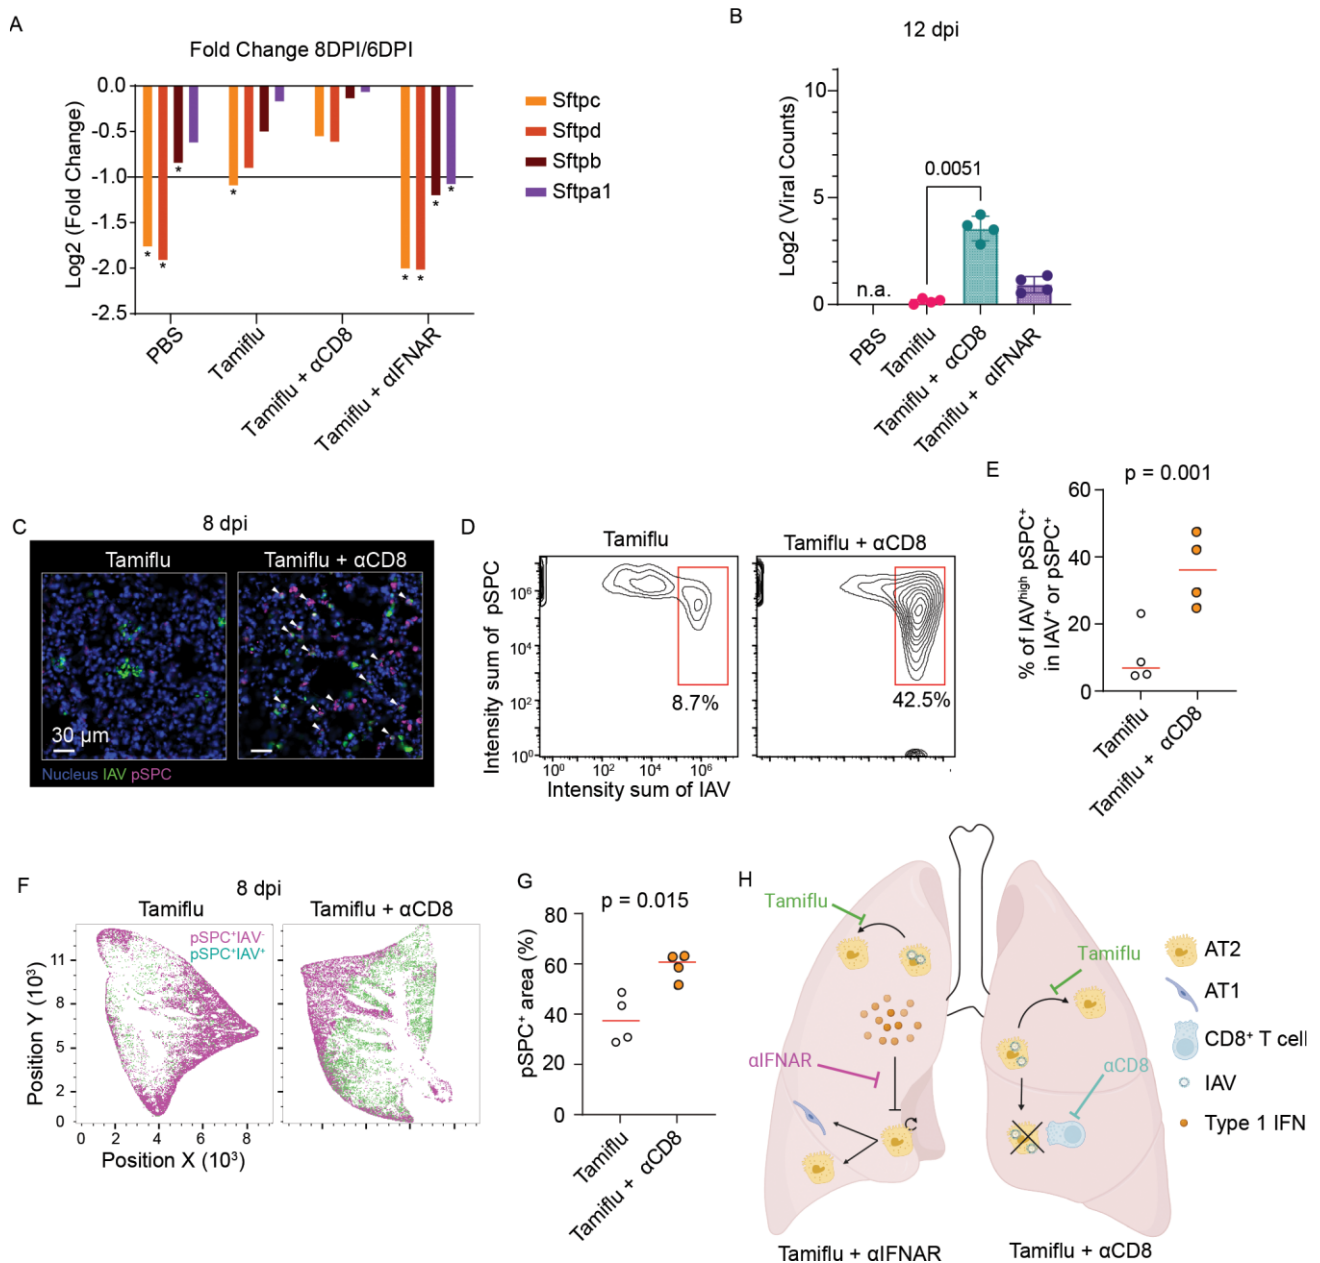 A
Fold Change 8DPI/6DPI
0.0
-0.5
-1.0
-1.5
-2.0
-2.5
Log2 (Fold Change)
*
*
*
*
*
*
*
*
PBS
Tamiflu
Tamiflu + αCD8
Tamiflu + αIFNAR
Sftpc
Sftpd
Sftpb
Sftpa1
B
12 dpi
10
5
0
Log2 (Viral Counts)
0.0051
n.a.
PBS
Tamiflu
Tamiflu + αCD8
Tamiflu + αIFNAR
C
8 dpi
Tamiflu
Tamiflu + αCD8
30 µm
Nucleus IAV pSPC
D
Tamiflu
Tamiflu + αCD8
Intensity sum of pSPC
10⁶
10⁴
10²
10⁰
8.7%
42.5%
10⁰ 10² 10⁴ 10⁶
Intensity sum of IAV
E
p = 0.001
% of IAVʰⁱᵍʰ pSPC⁺
in IAV⁺ or pSPC⁺
60
40
20
0
Tamiflu
Tamiflu + αCD8
F
8 dpi
Tamiflu
Tamiflu + αCD8
pSPC⁺IAV⁻
pSPC⁺IAV⁺
Position Y (10³)
11
8
5
2
0
0 2 4 6 8
Position X (10³)
G
p = 0.015
pSPC⁺ area (%)
80
60
40
20
0
Tamiflu
Tamiflu + αCD8
H
Tamiflu
αIFNAR
Tamiflu
αCD8
AT2
AT1
CD8⁺ T cell
IAV
Type 1 IFN
Tamiflu + αIFNAR
Tamiflu + αCD8